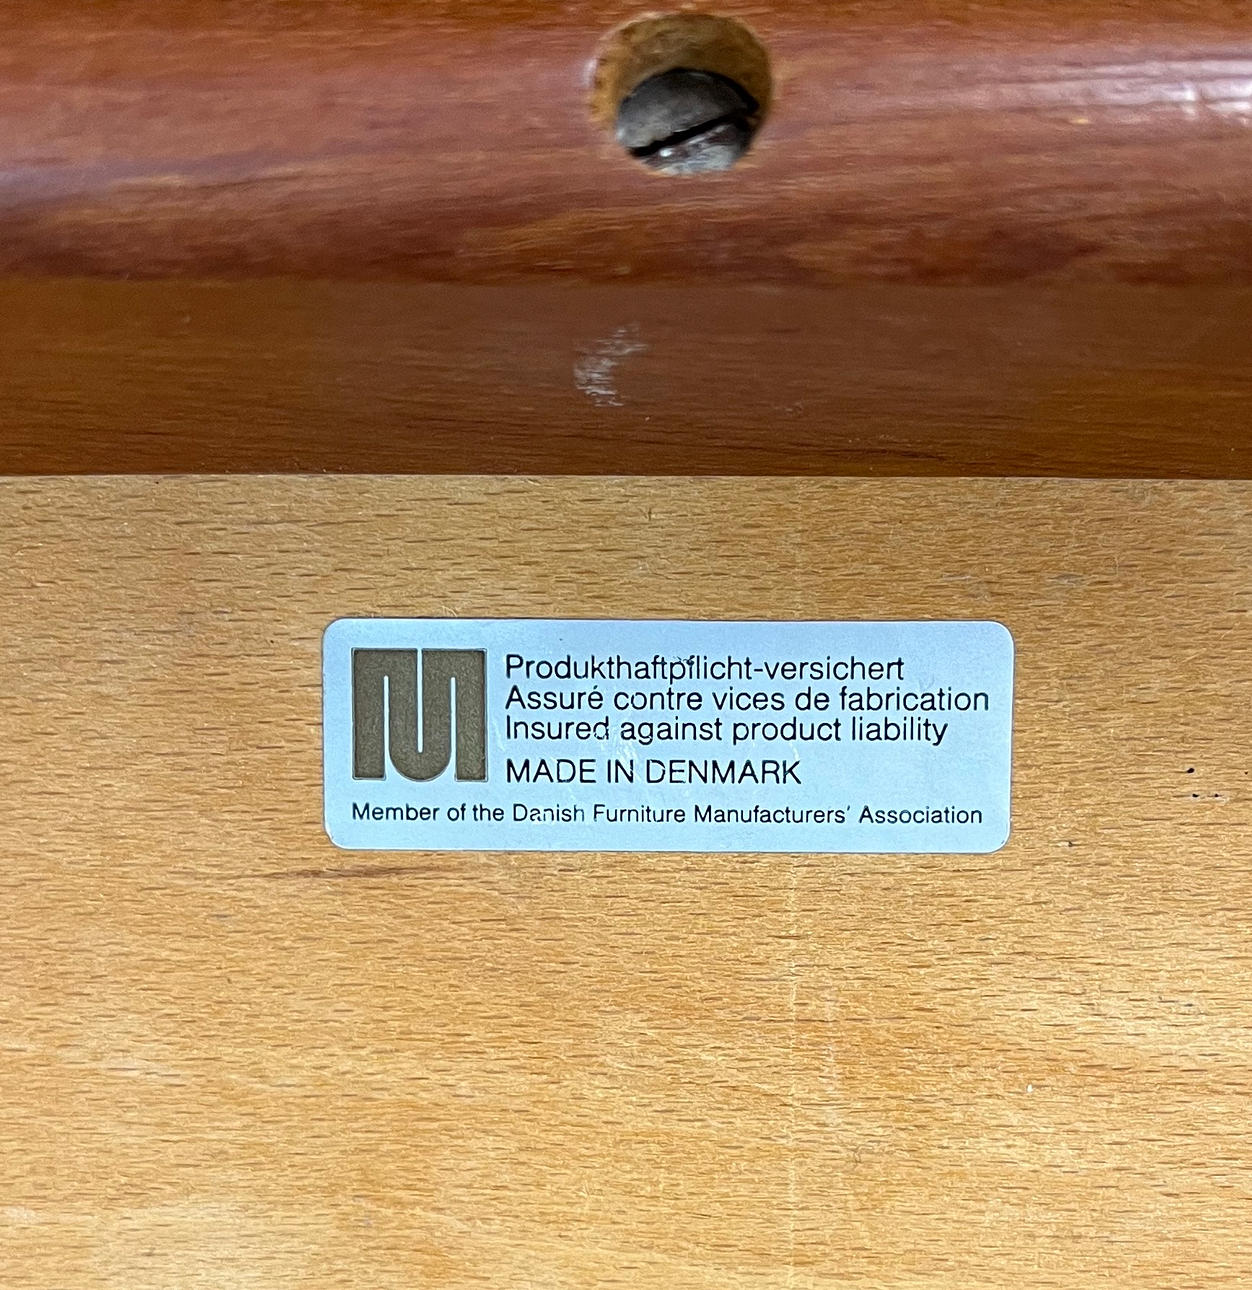 Produkthaftpflicht-versichert
Assuré contre vices de fabrication
Insured against product liability
MADE IN DENMARK
Member of the Danish Furniture Manufacturers' Association